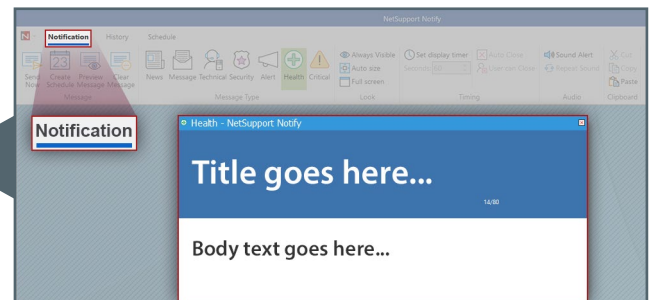 NetSupport Notify
Notification History Schedule
Send Now Create Schedule Preview Message Clear Message
News Message Technical Security Alert Health Critical
Always Visible
Auto size
Full screen
Set display timer
Seconds 30
Auto Close
User can Close
Sound Alert
Repeat Sound
Cut
Copy
Paste
Message Message Type Look Timing Audio Clipboard
23
Notification
Health - NetSupport Notify
Title goes here...
14/80
Body text goes here...